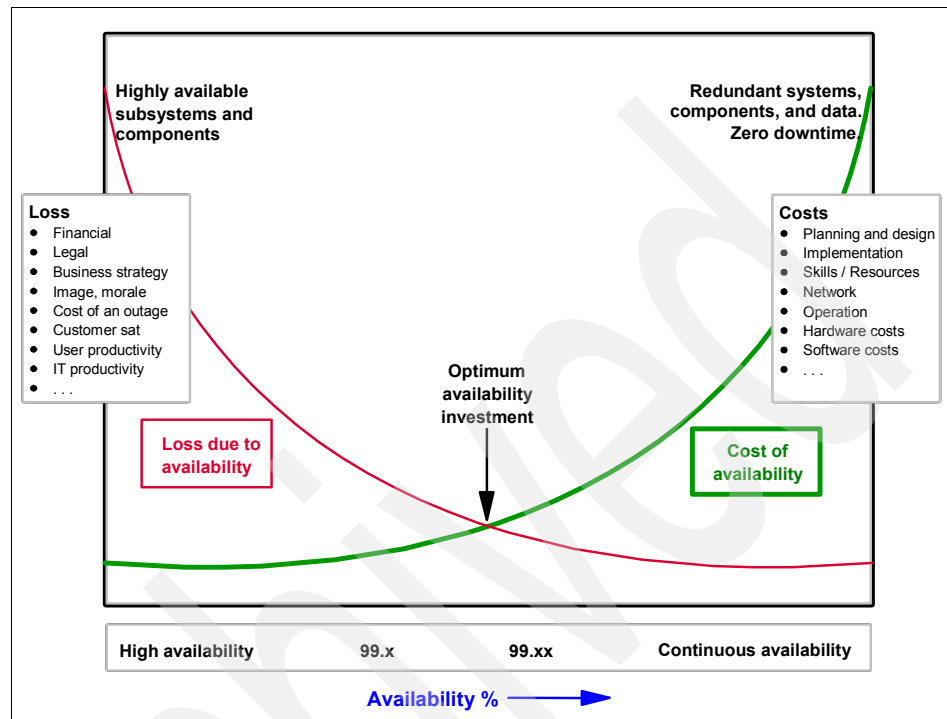 Highly available
subsystems and
components
Redundant systems,
components, and data.
Zero downtime.
Loss
● Financial
● Legal
● Business strategy
● Image, morale
● Cost of an outage
● Customer sat
● User productivity
● IT productivity
● . . .
Costs
● Planning and design
● Implementation
● Skills / Resources
● Network
● Operation
● Hardware costs
● Software costs
● . . .
Optimum
availability
investment
Loss due to
availability
Cost of
availability
High availability 99.x 99.xx Continuous availability
Availability %